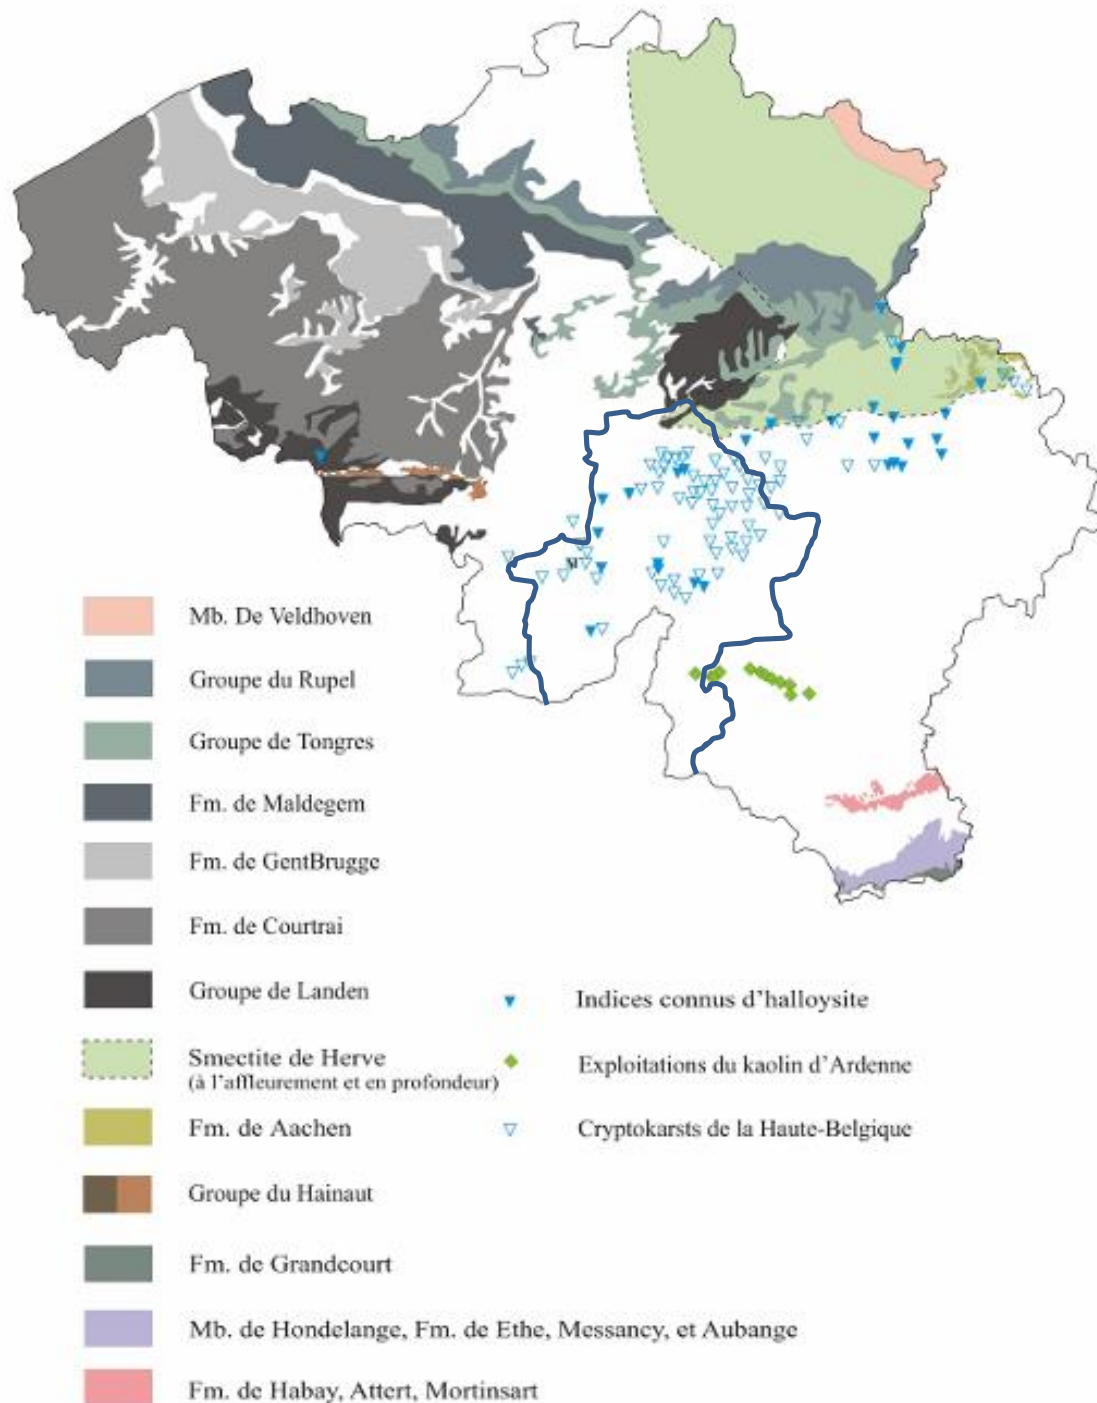 Mb. De Veldhoven
Groupe du Rupel
Groupe de Tongres
Fm. de Maldegem
Fm. de GentBrugge
Fm. de Courtrai
Groupe de Landen
Indices connus d'halloysite
Smectite de Herve
(à l'affleurement et en profondeur)
Exploitations du kaolin d'Ardenne
Fm. de Aachen
Cryptokarsts de la Haute-Belgique
Groupe du Hainaut
Fm. de Grandcourt
Mb. de Hondelange, Fm. de Ethe, Messancy, et Aubange
Fm. de Habay, Attert, Mortinsart